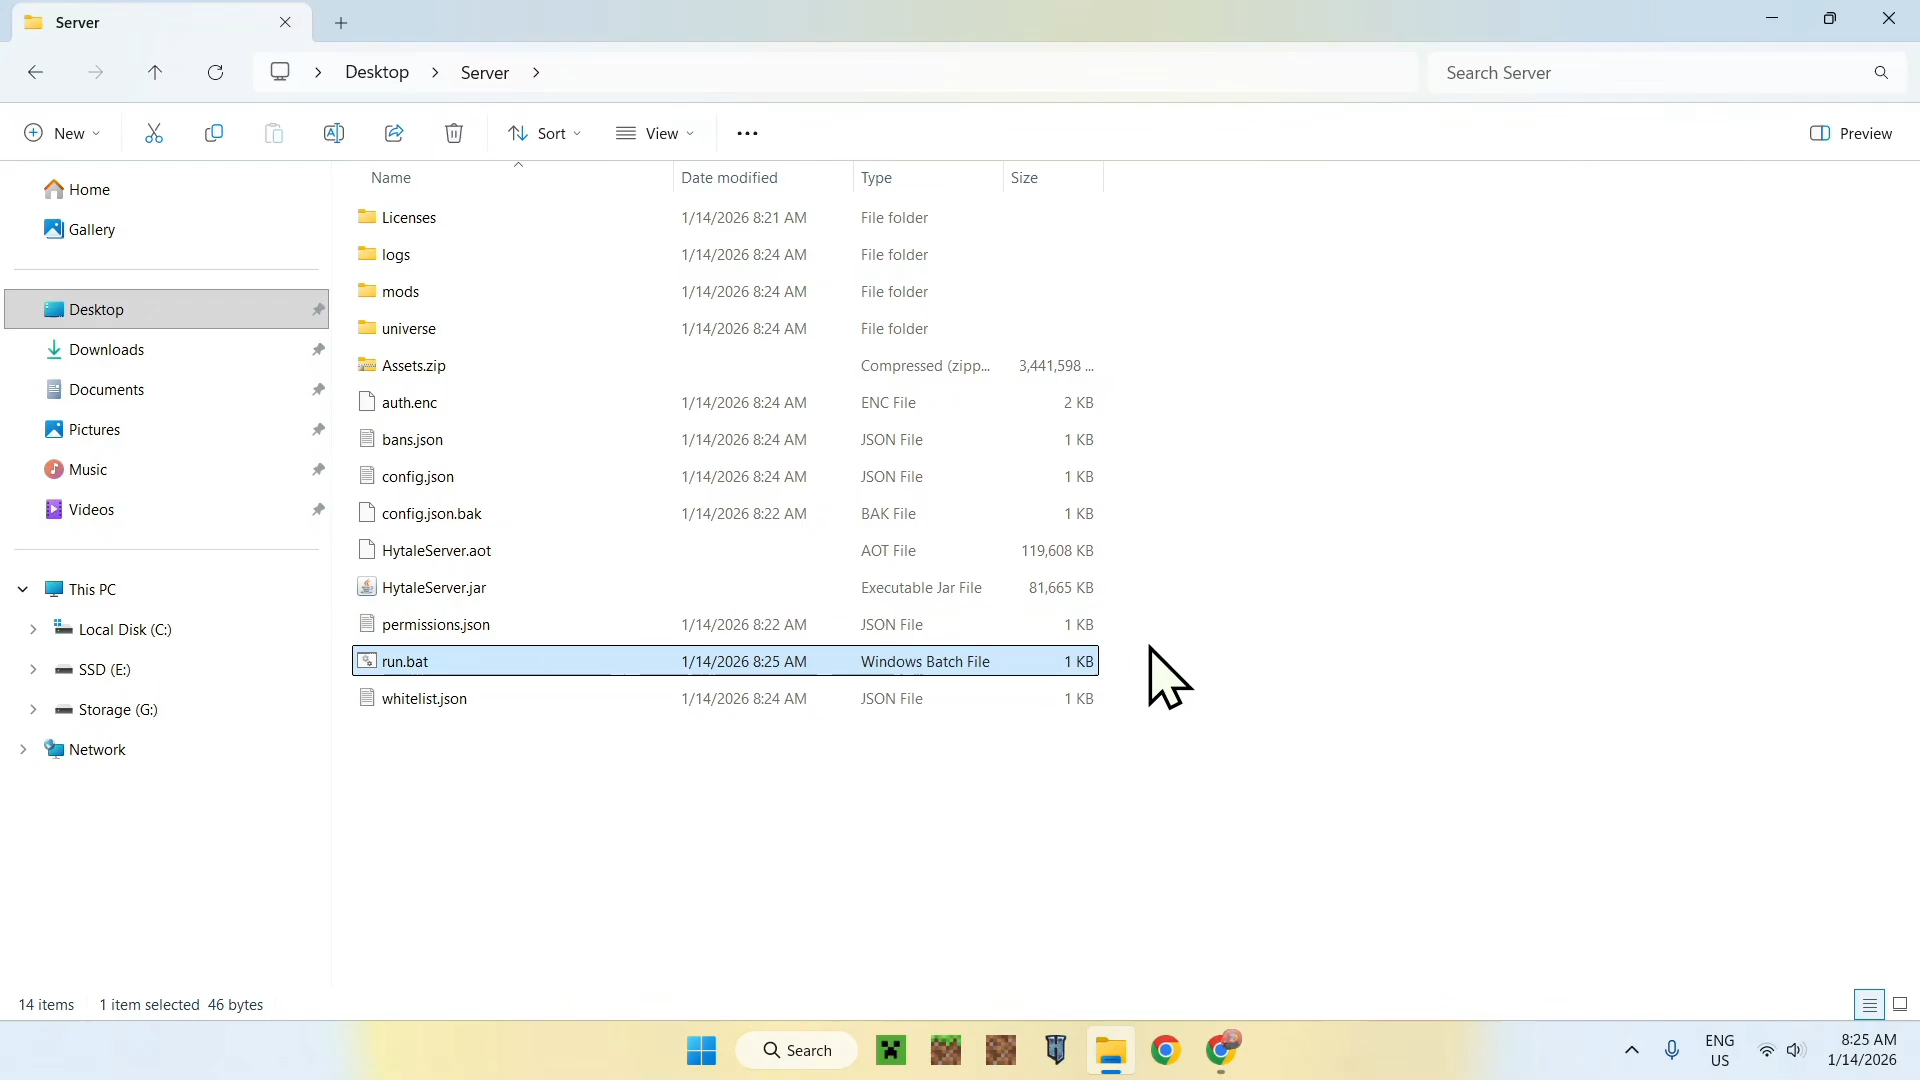 Server
Desktop
Server
Search Server
New
Sort
View
Preview
Home
Gallery
Desktop
Downloads
Documents
Pictures
Music
Videos
This PC
Local Disk (C:)
SSD (E:)
Storage (G:)
Network
Name Date modified Type Size
Licenses 1/14/2026 8:21 AM File folder
logs 1/14/2026 8:24 AM File folder
mods 1/14/2026 8:24 AM File folder
universe 1/14/2026 8:24 AM File folder
Assets.zip Compressed (zipp... 3,441,598 ...
auth.enc 1/14/2026 8:24 AM ENC File 2 KB
bans.json 1/14/2026 8:24 AM JSON File 1 KB
config.json 1/14/2026 8:24 AM JSON File 1 KB
config.json.bak 1/14/2026 8:22 AM BAK File 1 KB
HytaleServer.aot AOT File 119,608 KB
HytaleServer.jar Executable Jar File 81,665 KB
permissions.json 1/14/2026 8:22 AM JSON File 1 KB
run.bat 1/14/2026 8:25 AM Windows Batch File 1 KB
whitelist.json 1/14/2026 8:24 AM JSON File 1 KB
14 items 1 item selected 46 bytes
Search
ENG
US
8:25 AM
1/14/2026